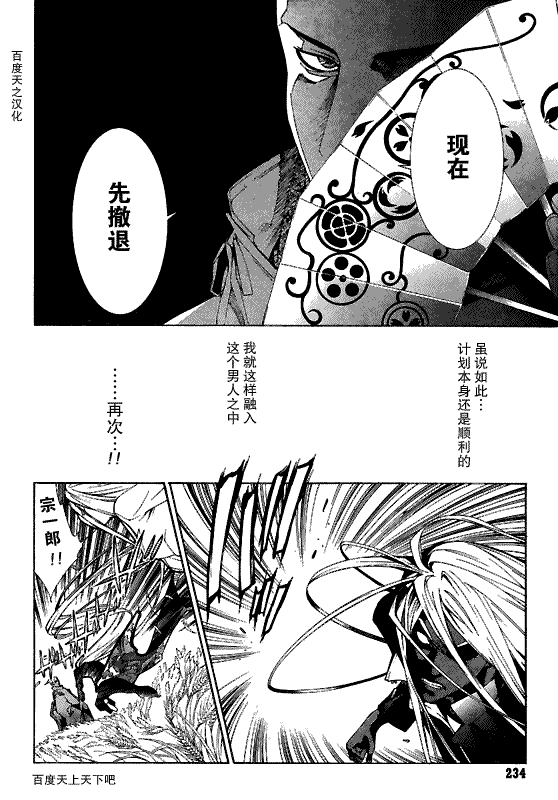 现在
先撤退
百度天之汉化
虽说如此…
计划本身还是顺利的
我就这样融入
这个男人之中
……再次…!!
宗一郎!!
百度天上天下吧
234